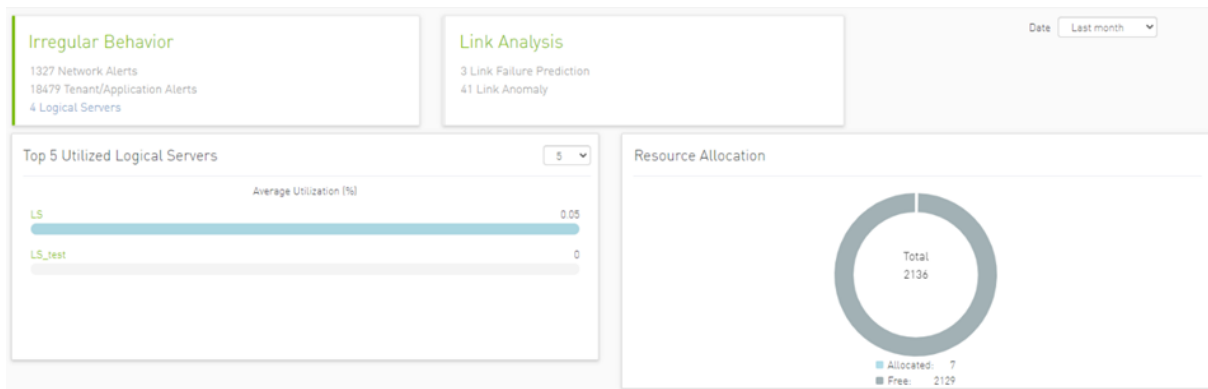 Irregular Behavior
1327 Network Alerts
18479 Tenant/Application Alerts
4 Logical Servers
Link Analysis
3 Link Failure Prediction
41 Link Anomaly
Date Last month
Top 5 Utilized Logical Servers 5
Average Utilization (%)
LS 0.05
LS_test 0
Resource Allocation
Total
2136
Allocated: 7
Free: 2129